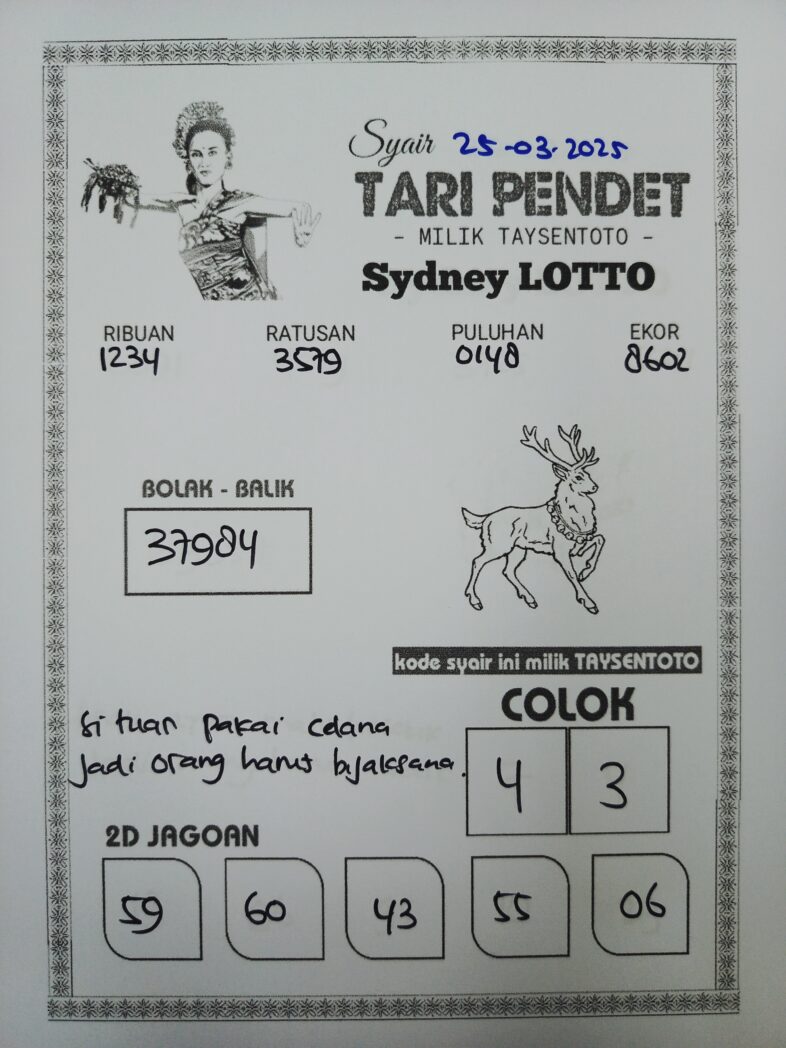 Syair 25-03-2025
TARI PENDET
- MILIK TAYSENTOTO -
Sydney LOTTO
RIBUAN RATUSAN PULUHAN EKOR
1234 3579 0148 8602
BOLAK - BALIK
37984
kode syair ini milik TAYSENTOTO
COLOK
4 3
si tuan pakai celana
Jadi orang harus bijaksana.
2D JAGOAN
59 60 43 55 06